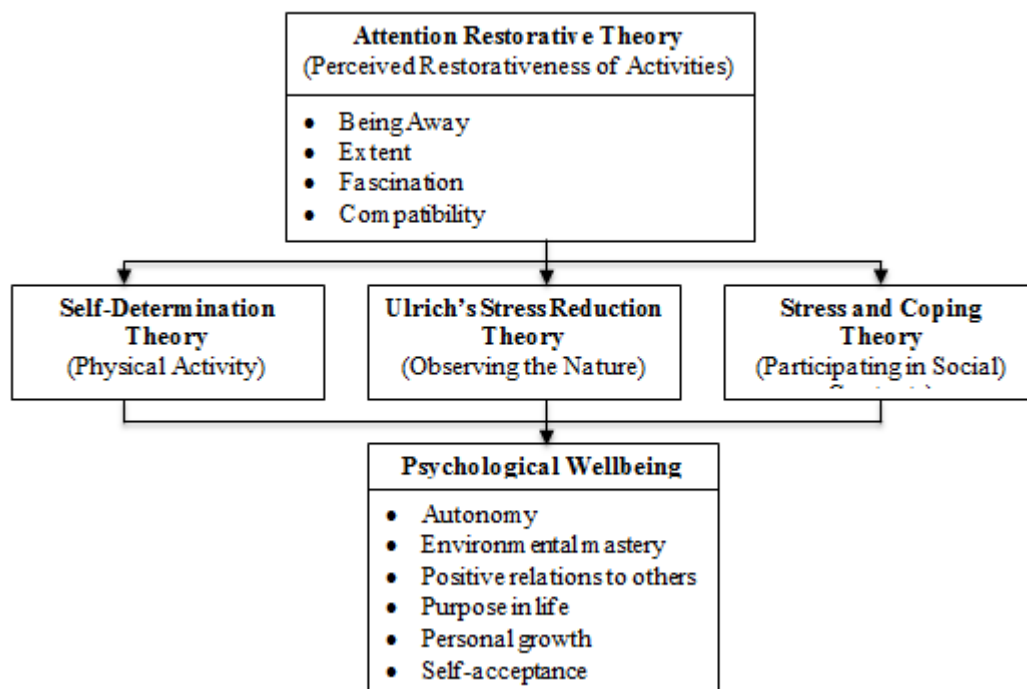 Attention Restorative Theory
(Perceived Restorativeness of Activities)
• Being Away
• Extent
• Fascination
• Compatibility
Self-Determination
Theory
(Physical Activity)
Ulrich's Stress Reduction
Theory
(Observing the Nature)
Stress and Coping
Theory
(Participating in Social)
Psychological Wellbeing
• Autonomy
• Environmental mastery
• Positive relations to others
• Purpose in life
• Personal growth
• Self-acceptance